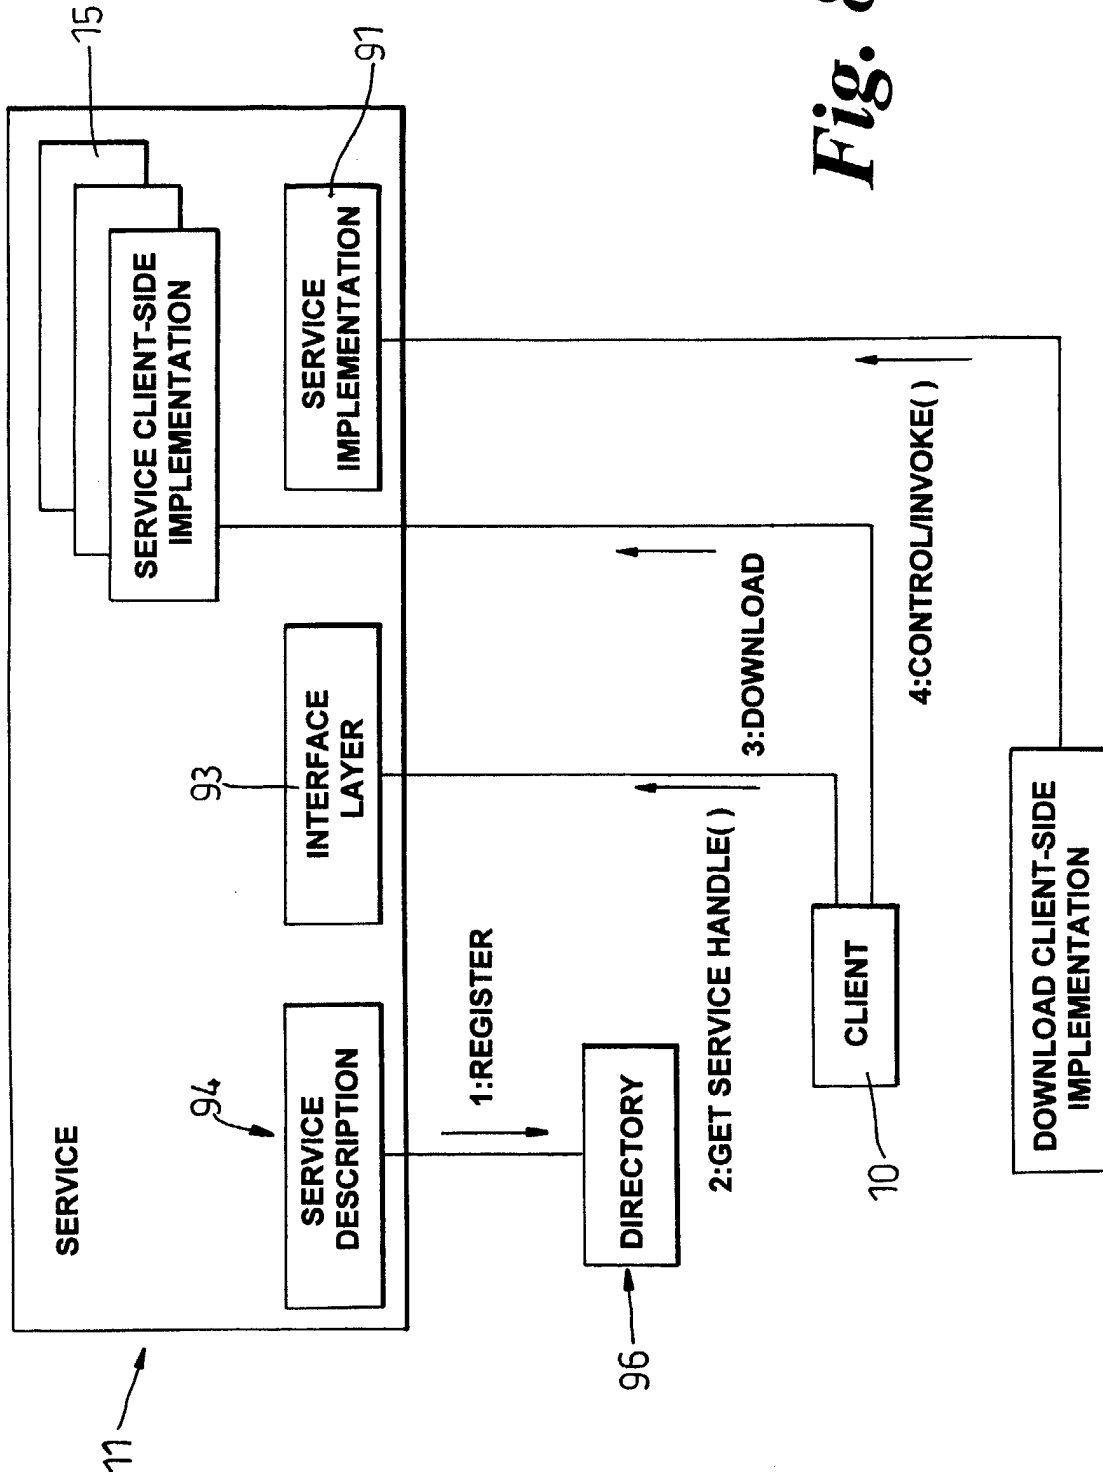 SERVICE
11
15
SERVICE CLIENT-SIDE
IMPLEMENTATION
94
93
SERVICE
DESCRIPTION
INTERFACE
LAYER
SERVICE
IMPLEMENTATION
91
1:REGISTER
96
DIRECTORY
2:GET SERVICE HANDLE( )
3:DOWNLOAD
10
CLIENT
4:CONTROL/INVOKE( )
DOWNLOAD CLIENT-SIDE
IMPLEMENTATION
Fig.